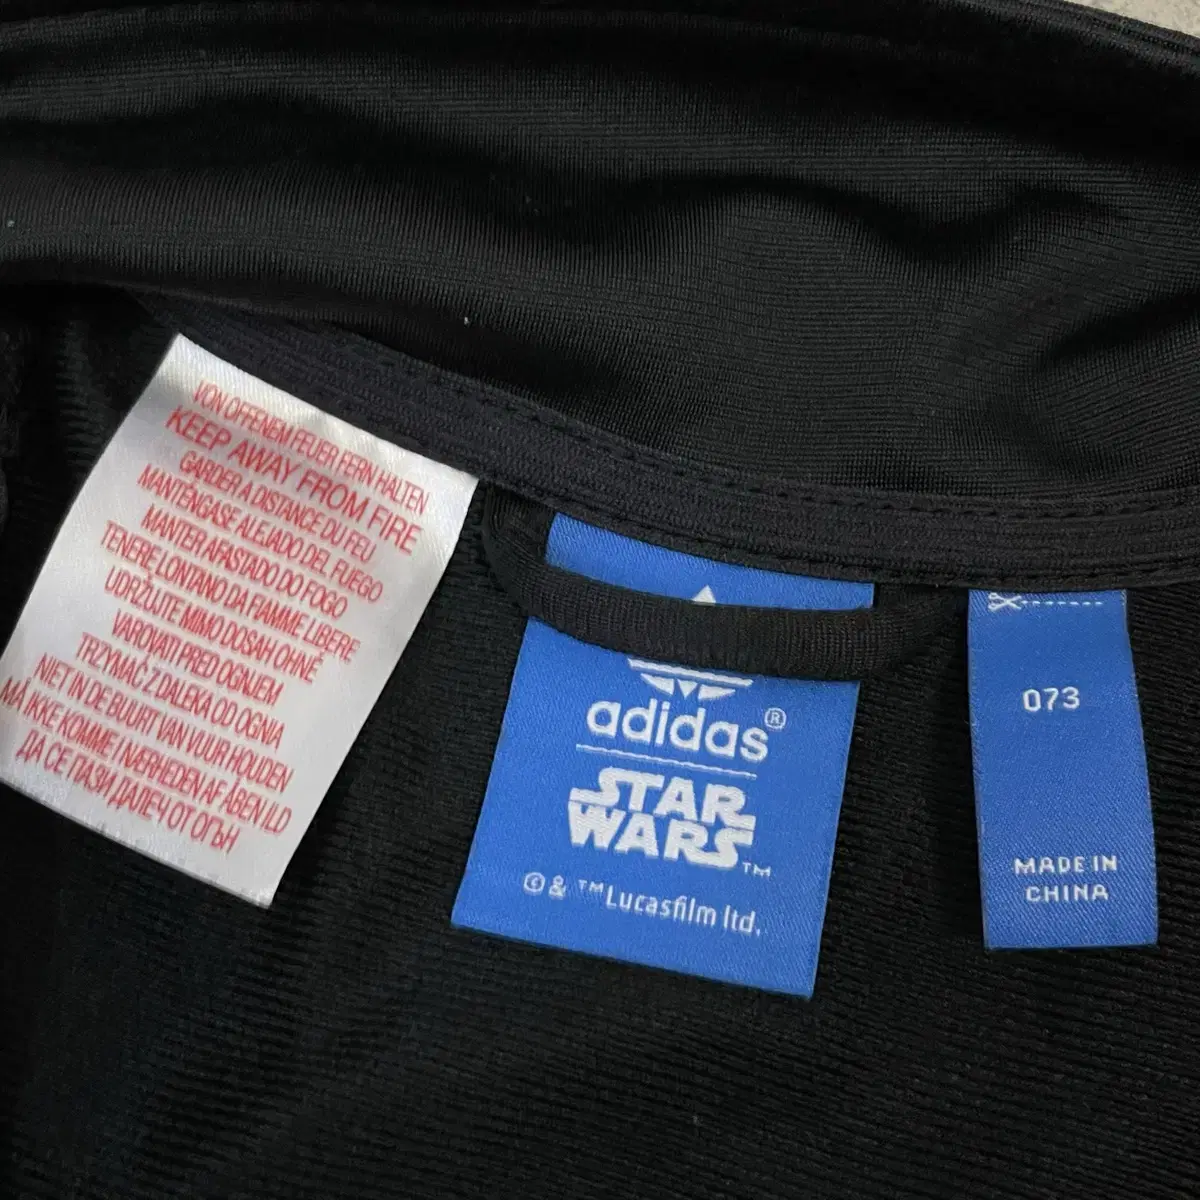 VON OFFENEM FEUER FERN HALTEN
KEEP AWAY FROM FIRE
GARDER A DISTANCE DU FEU
MANTÉNGASE ALEJADO DEL FUEGO
MANTER AFASTADO DO FOGO
TENERE LONTANO DA FIAMME LIBERE
UDRŽUJTE MIMO DOSAH OHNĚ
VAROVATI PRED OGNJEM
TRZYMAĆ Z DALEKA OD OGNIA
NIET IN DE BUURT VAN VUUR HOUDEN
MÅ IKKE KOMME I NÆRHEDEN AF ÅBEN ILD
ДА СЕ ПАЗИ ДАЛЕЧ ОТ ОГЪН
adidas®
STAR
WARS™
©& ™Lucasfilm ltd.
073
MADE IN
CHINA